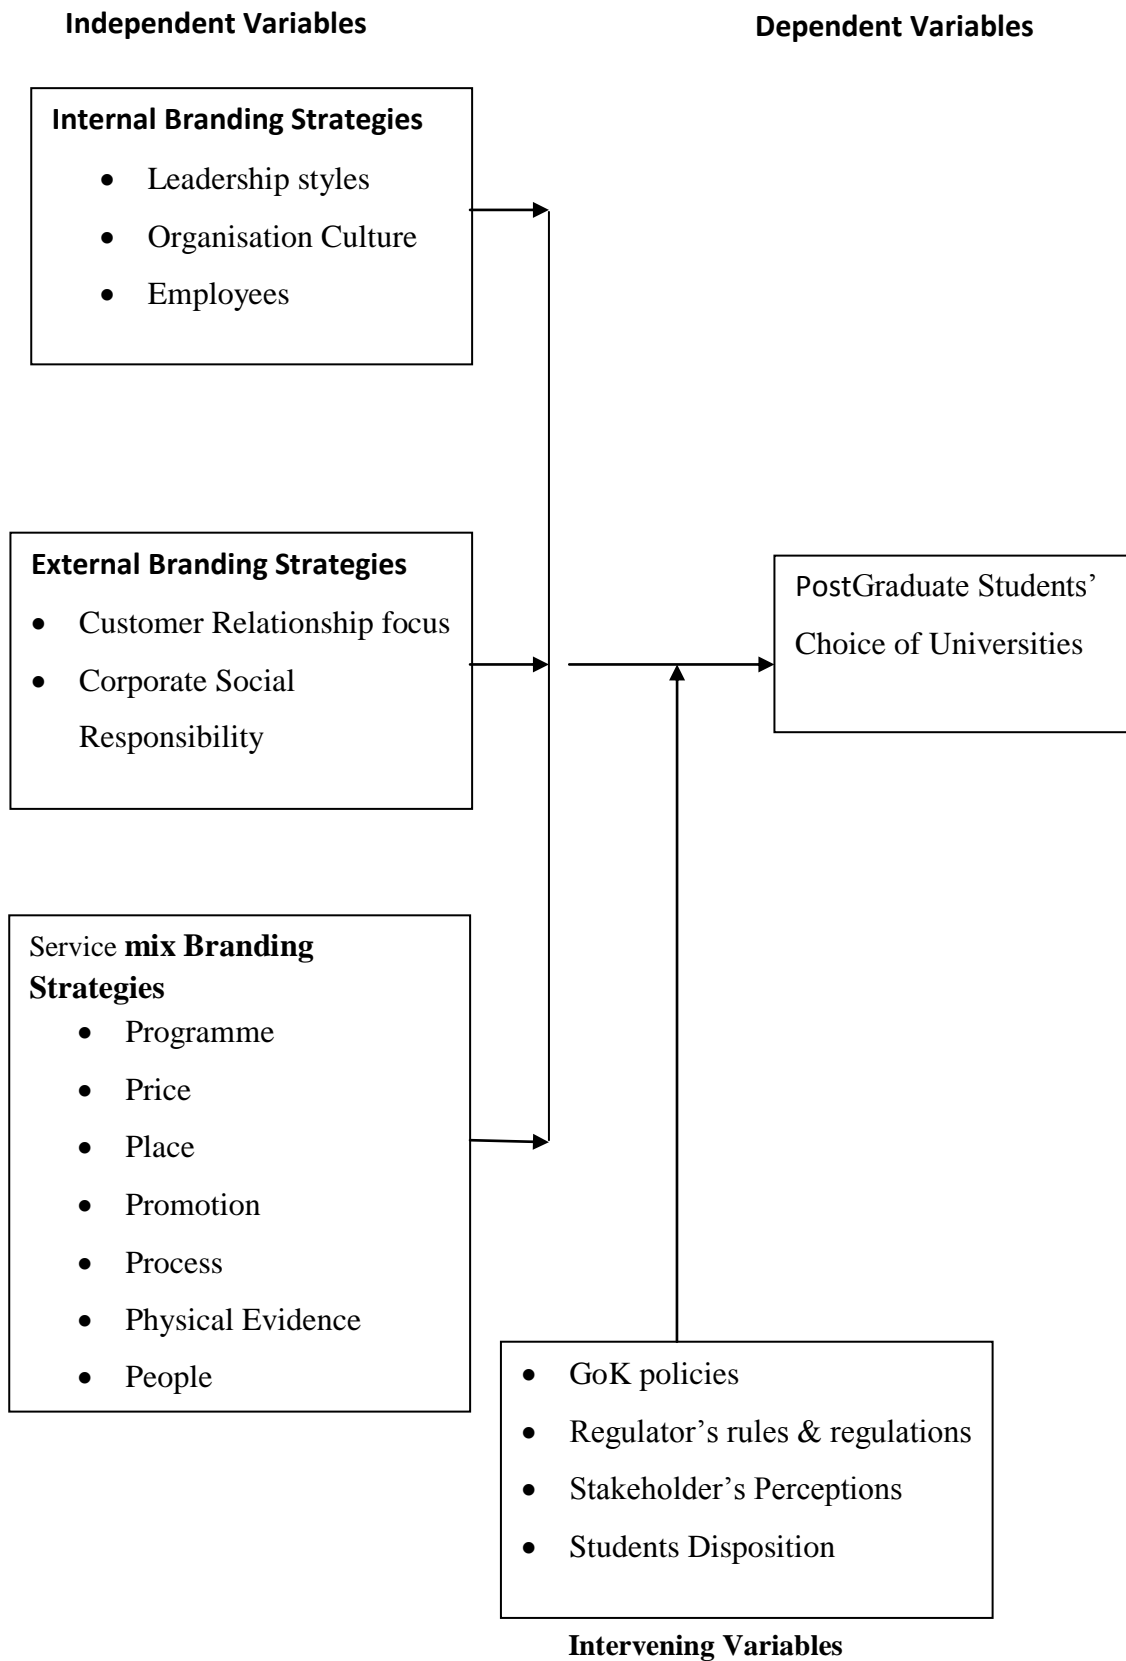 Independent Variables
Dependent Variables
Internal Branding Strategies
• Leadership styles
• Organisation Culture
• Employees
External Branding Strategies
• Customer Relationship focus
• Corporate Social
Responsibility
PostGraduate Students’
Choice of Universities
Service mix Branding
Strategies
• Programme
• Price
• Place
• Promotion
• Process
• Physical Evidence
• People
• GoK policies
• Regulator’s rules & regulations
• Stakeholder’s Perceptions
• Students Disposition
Intervening Variables